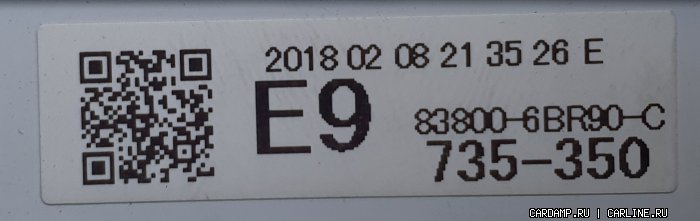 2018 02 08 21 35 26 E
E9
83800-6BR90-C
735-350
CARDAMP.RU | CARLINE.RU